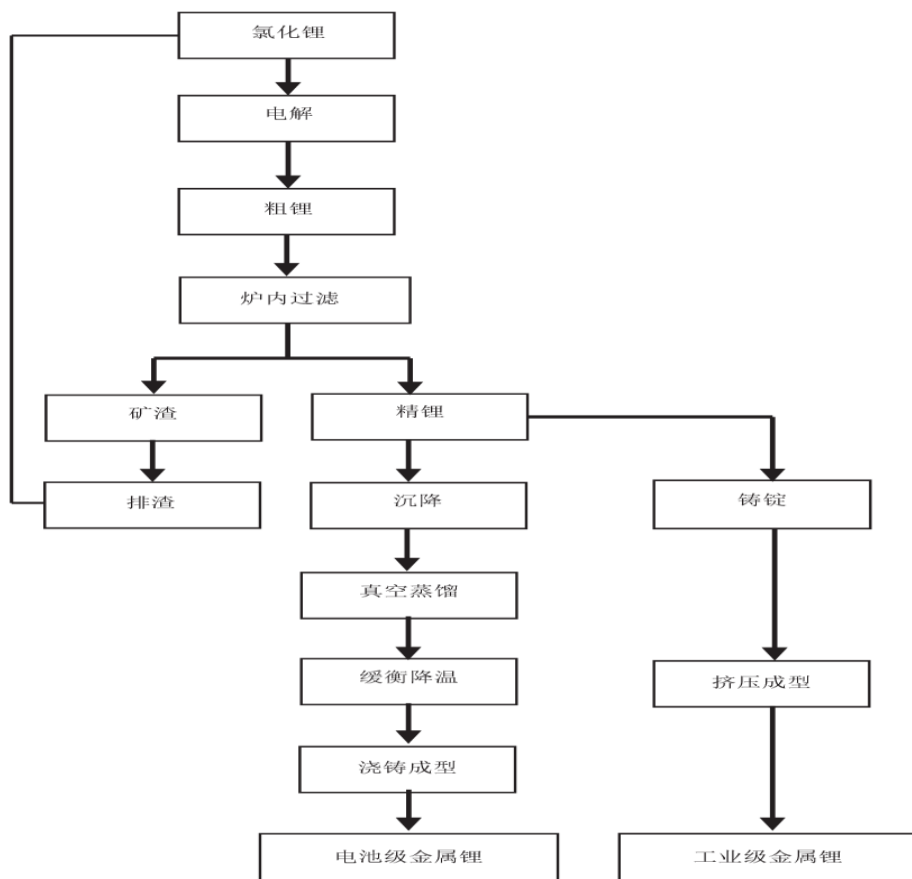 氯化锂
电解
粗锂
炉内过滤
矿渣
精锂
排渣
沉降
铸锭
真空蒸馏
缓衡降温
挤压成型
浇铸成型
电池级金属锂
工业级金属锂